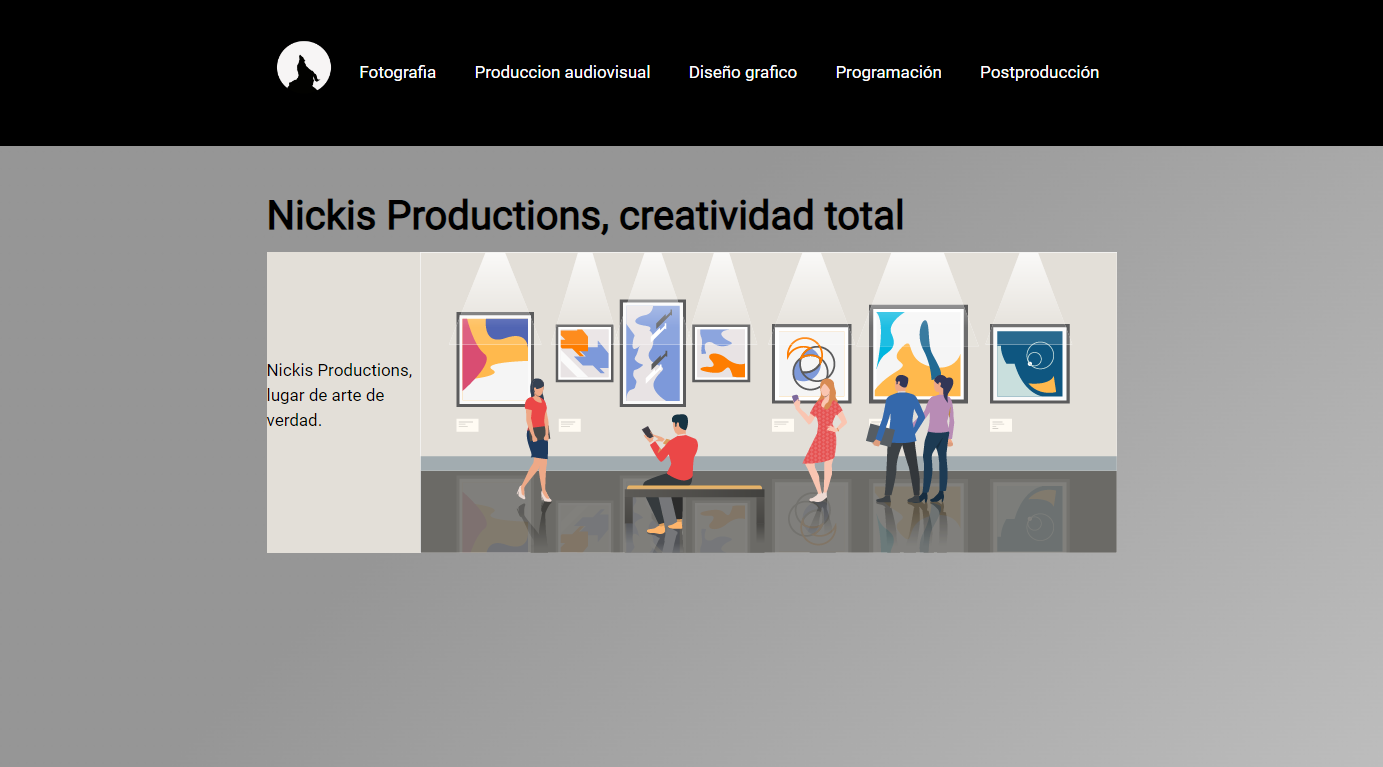 Fotografia Produccion audiovisual Diseño grafico Programación Postproducción
Nickis Productions, creatividad total
Nickis Productions,
lugar de arte de
verdad.